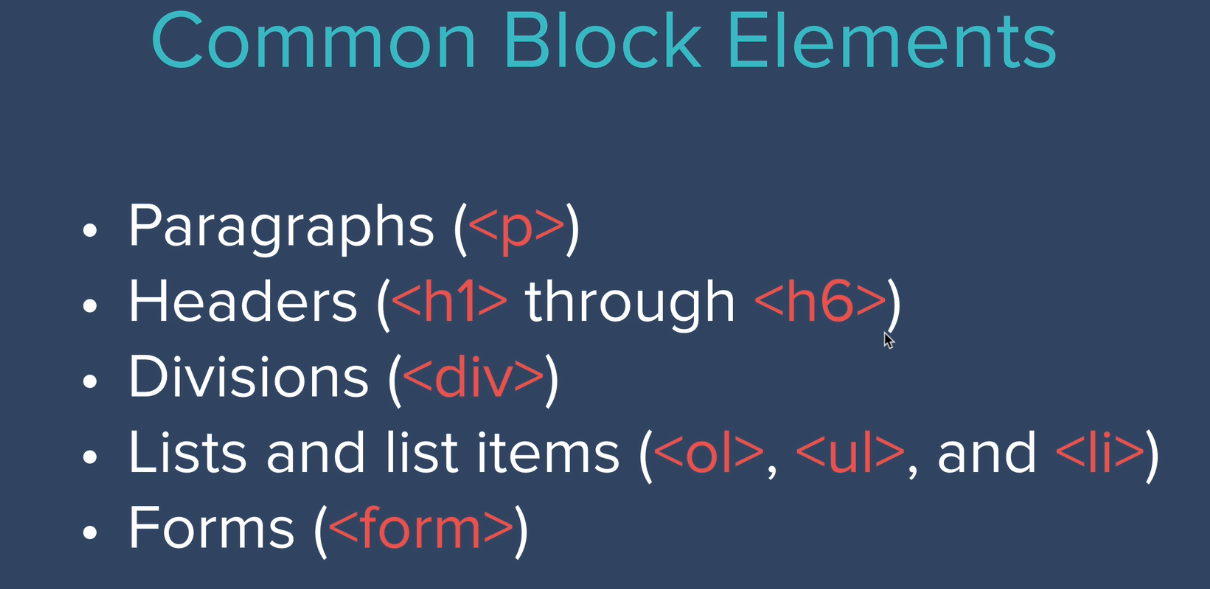 Common Block Elements
• Paragraphs (<p>)
• Headers (<h1> through <h6>)
• Divisions (<div>)
• Lists and list items (<ol>, <ul>, and <li>)
• Forms (<form>)